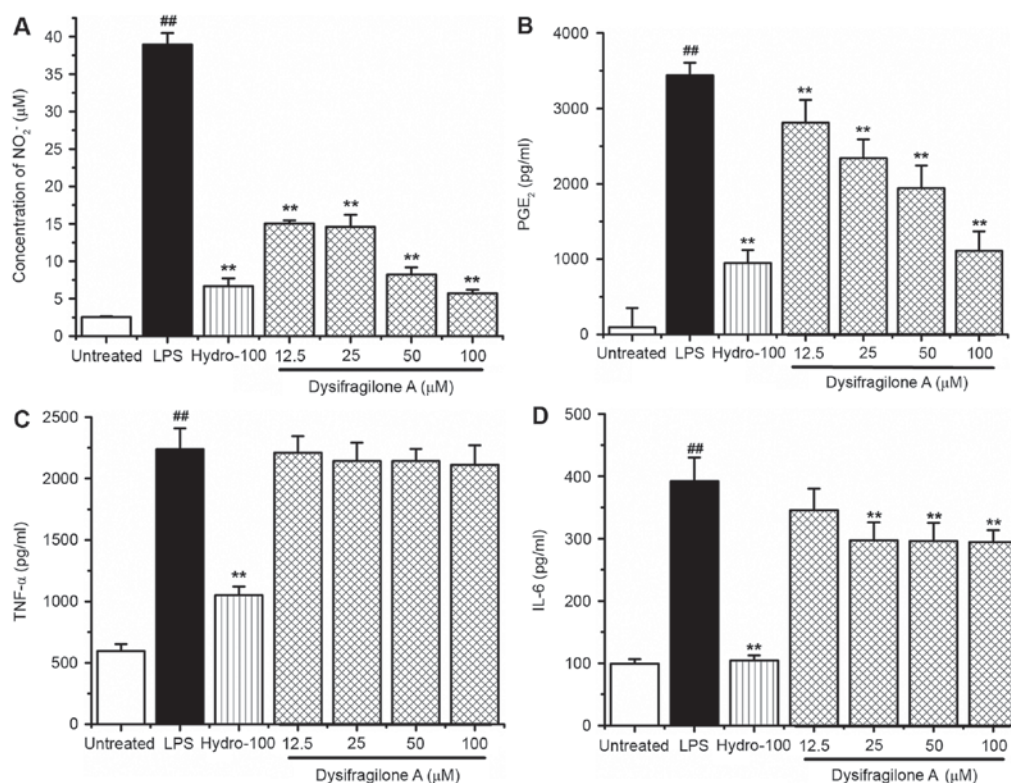 A
Concentration of NO₂⁻ (μM)
40
35
30
25
20
15
10
5
0
##
**
**
**
**
**
Untreated LPS Hydro-100 12.5 25 50 100
Dysifragilone A (μM)
B
PGE₂ (pg/ml)
4000
3000
2000
1000
0
##
**
**
**
**
**
Untreated LPS Hydro-100 12.5 25 50 100
Dysifragilone A (μM)
C
TNF-α (pg/ml)
2500
2250
2000
1500
1000
500
0
##
**
Untreated LPS Hydro-100 12.5 25 50 100
Dysifragilone A (μM)
D
IL-6 (pg/ml)
500
400
300
200
100
0
##
**
**
**
**
Untreated LPS Hydro-100 12.5 25 50 100
Dysifragilone A (μM)